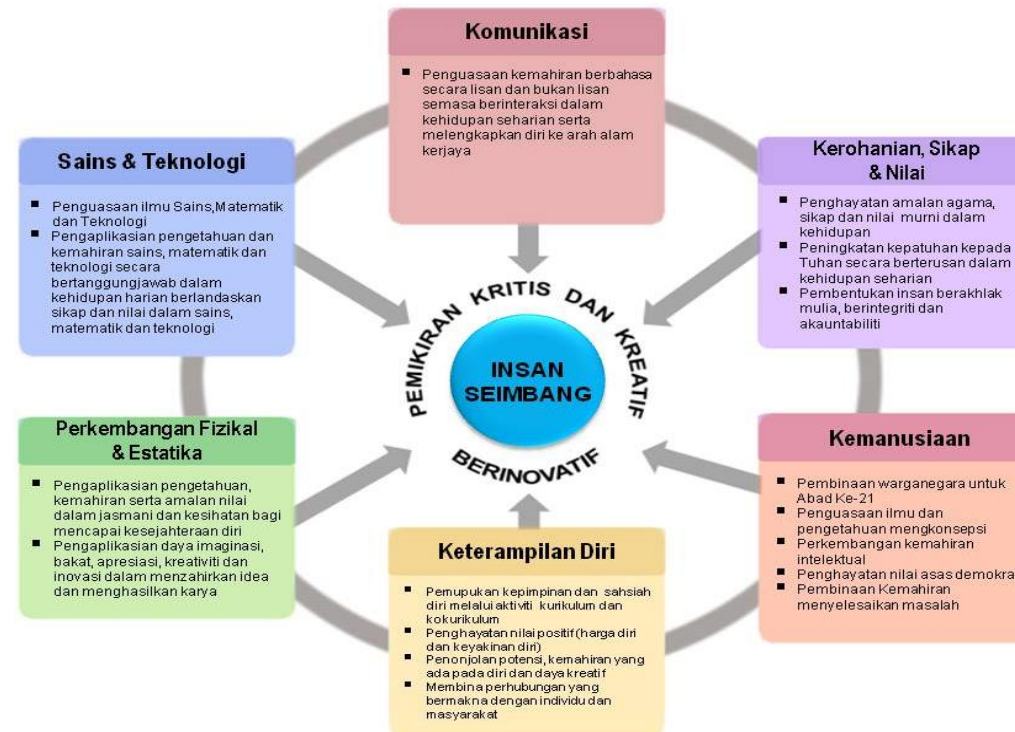 Komunikasi
▪ Penguasaan kemahiran berbahasa
secara lisan dan bukan lisan
semasa berinteraksi dalam
kehidupan seharian serta
melengkapkan diri ke arah alam
kerjaya
Sains & Teknologi
▪ Penguasaan ilmu Sains,Matematik
dan Teknologi
▪ Pengaplikasian pengetahuan dan
kemahiran sains, matematik dan
teknologi secara
bertanggungjawab dalam
kehidupan harian berlandaskan
sikap dan nilai dalam sains,
matematik dan teknologi
Kerohanian, Sikap
& Nilai
▪ Penghayatan amalan agama,
sikap dan nilai murni dalam
kehidupan
▪ Peningkatan kepatuhan kepada
Tuhan secara berterusan dalam
kehidupan seharian
▪ Pembentukan insan berakhlak
mulia, berintegriti dan
akauntabiliti
PEMIKIRAN KRITIS DAN KREATIF
INSAN
SEIMBANG
BERINOVATIF
Perkembangan Fizikal
& Estatika
▪ Pengaplikasian pengetahuan,
kemahiran serta amalan nilai
dalam jasmani dan kesihatan bagi
mencapai kesejahteraan diri
▪ Pengaplikasian daya imaginasi,
bakat, apresiasi, kreativiti dan
inovasi dalam menzahirkan idea
dan menghasilkan karya
Kemanusiaan
▪ Pembinaan warganegara untuk
Abad Ke-21
▪ Penguasaan ilmu dan
pengetahuan mengkonsepsi
▪ Perkembangan kemahiran
intelektual
▪ Penghayatan nilai asas demokra
▪ Pembinaan Kemahiran
menyelesaikan masalah
Keterampilan Diri
▪ Pemupukan kepimpinan dan sahsiah
diri melalui aktiviti kurikulum dan
kokurikulum
▪ Penghayatan nilai positif (harga diri
dan keyakinan diri)
▪ Penonjolan potensi, kemahiran yang
ada pada diri dan daya kreatif
▪ Membina perhubungan yang
bermakna dengan individu dan
masyarakat